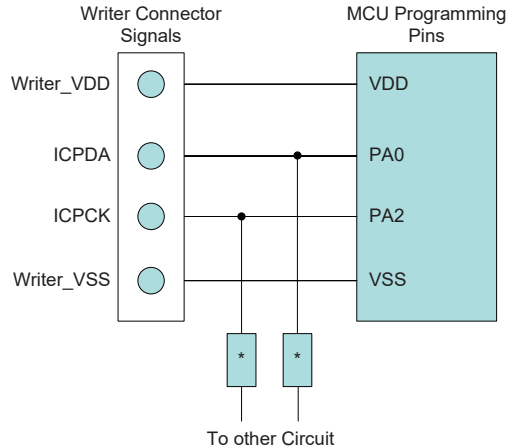 Writer Connector
Signals
MCU Programming
Pins
Writer_VDD
VDD
ICPDA
PA0
ICPCK
PA2
Writer_VSS
VSS
*
*
To other Circuit